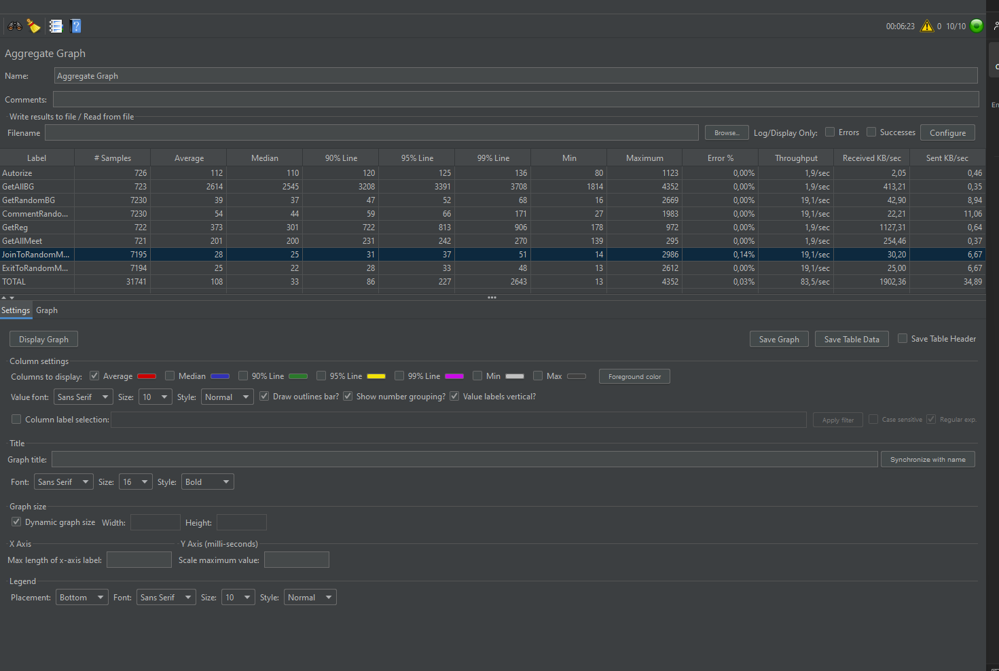 00:06:23 0 10/10
Aggregate Graph
Name: Aggregate Graph
Comments:
Write results to file / Read from file
Filename Browse... Log/Display Only: Errors Successes Configure
Label # Samples Average Median 90% Line 95% Line 99% Line Min Maximum Error % Throughput Received KB/sec Sent KB/sec
Autorize 726 112 110 120 125 136 80 1123 0,00% 1,9/sec 2,05 0,46
GetAllBG 723 2614 2545 3208 3391 3708 1814 4352 0,00% 1,9/sec 413,21 0,35
GetRandomBG 7230 39 37 47 52 68 16 2669 0,00% 19,1/sec 42,90 8,94
CommentRando... 7230 54 44 59 66 171 27 1983 0,00% 19,1/sec 22,21 11,06
GetReg 722 373 301 722 813 906 178 972 0,00% 1,9/sec 1127,31 0,64
GetAllMeet 721 201 200 231 242 270 139 295 0,00% 1,9/sec 254,46 0,37
JoinToRandomM... 7195 28 25 31 37 51 14 2986 0,14% 19,1/sec 30,20 6,67
ExitToRandomM... 7194 25 22 28 33 48 13 2612 0,00% 19,1/sec 25,00 6,67
TOTAL 31741 108 33 86 227 2643 13 4352 0,03% 83,5/sec 1902,36 34,89
Settings Graph
Display Graph Save Graph Save Table Data Save Table Header
Column settings
Columns to display: Average Median 90% Line 95% Line 99% Line Min Max Foreground color
Value font: Sans Serif Size: 10 Style: Normal Draw outlines bar? Show number grouping? Value labels vertical?
Column label selection: Apply filter Case sensitive Regular exp.
Title
Graph title: Synchronize with name
Font: Sans Serif Size: 16 Style: Bold
Graph size
Dynamic graph size Width: Height:
X Axis Y Axis (milli-seconds)
Max length of x-axis label: Scale maximum value:
Legend
Placement: Bottom Font: Sans Serif Size: 10 Style: Normal